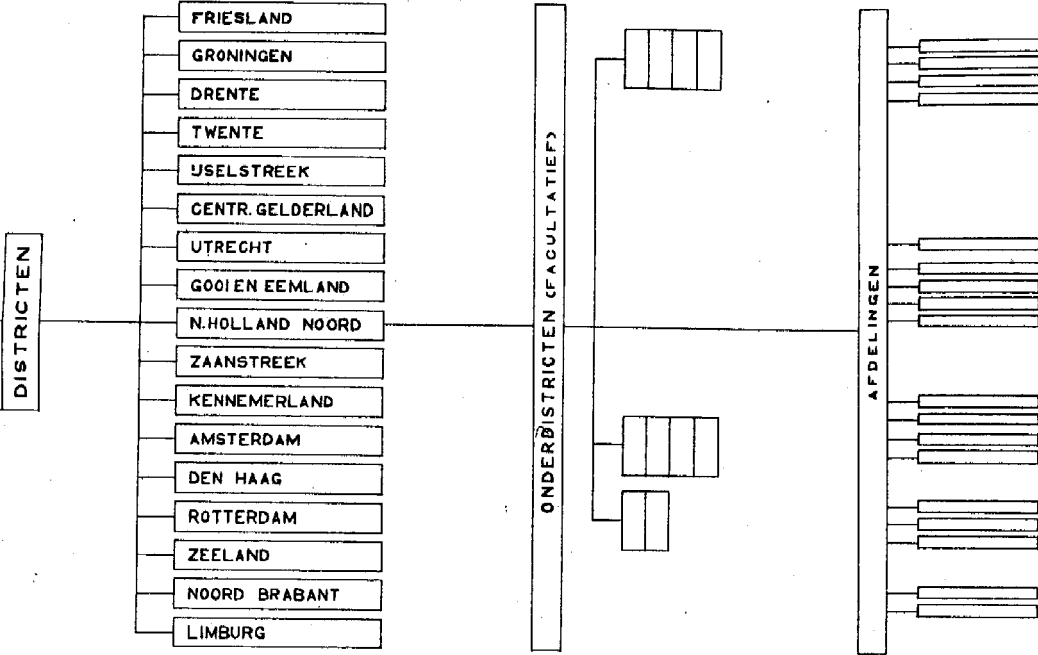 DISTRICTEN
FRIESLAND
GRONINGEN
DRENTE
TWENTE
IJSELSTREEK
CENTR. GELDERLAND
UTRECHT
GOOI EN EEMLAND
N.HOLLAND NOORD
ZAANSTREEK
KENNEMERLAND
AMSTERDAM
DEN HAAG
ROTTERDAM
ZEELAND
NOORD BRABANT
LIMBURG
ONDERDISTRICTEN (FACULTATIEF)
AFDELINGEN